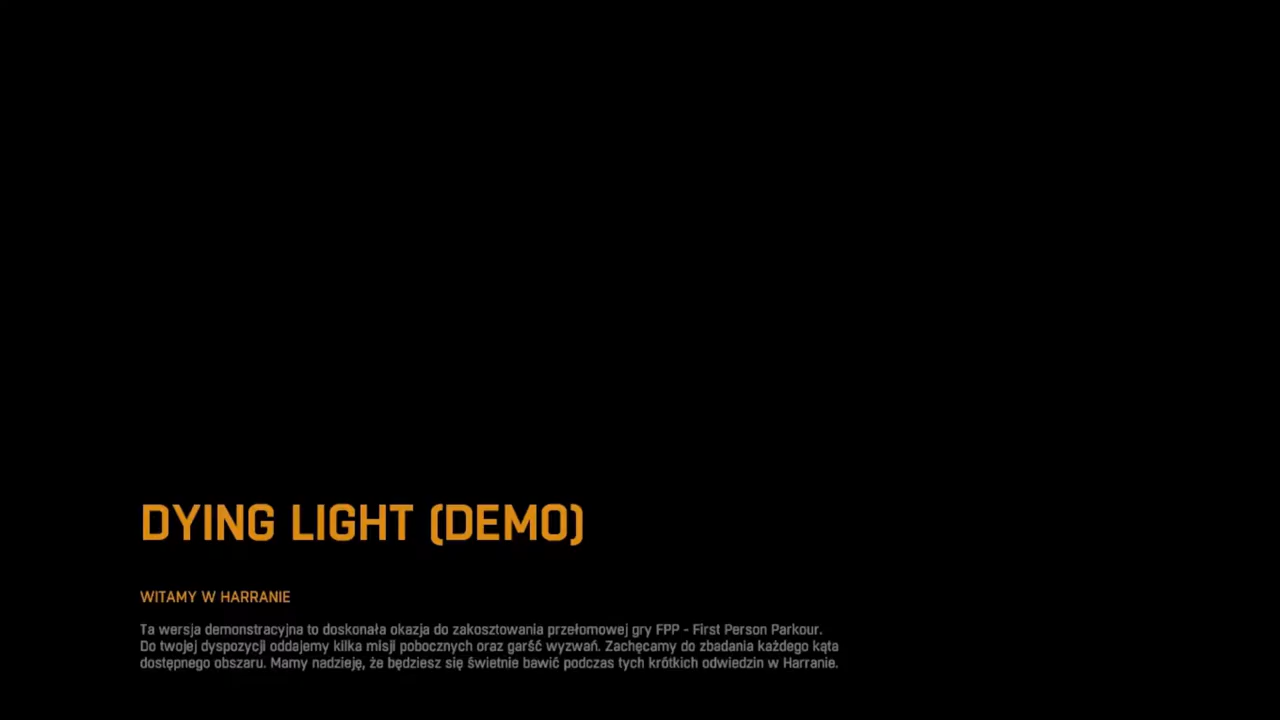 DYING LIGHT (DEMO)
WITAMY W HARRANIE
Ta wersja demonstracyjna to doskonała okazja do zakosztowania przełomowej gry FPP - First Person Parkour.
Do twojej dyspozycji oddajemy kilka misji pobocznych oraz garść wyzwań. Zachęcamy do zbadania każdego kąta
dostępnego obszaru. Mamy nadzieję, że będziesz się świetnie bawić podczas tych krótkich odwiedzin w Harranie.